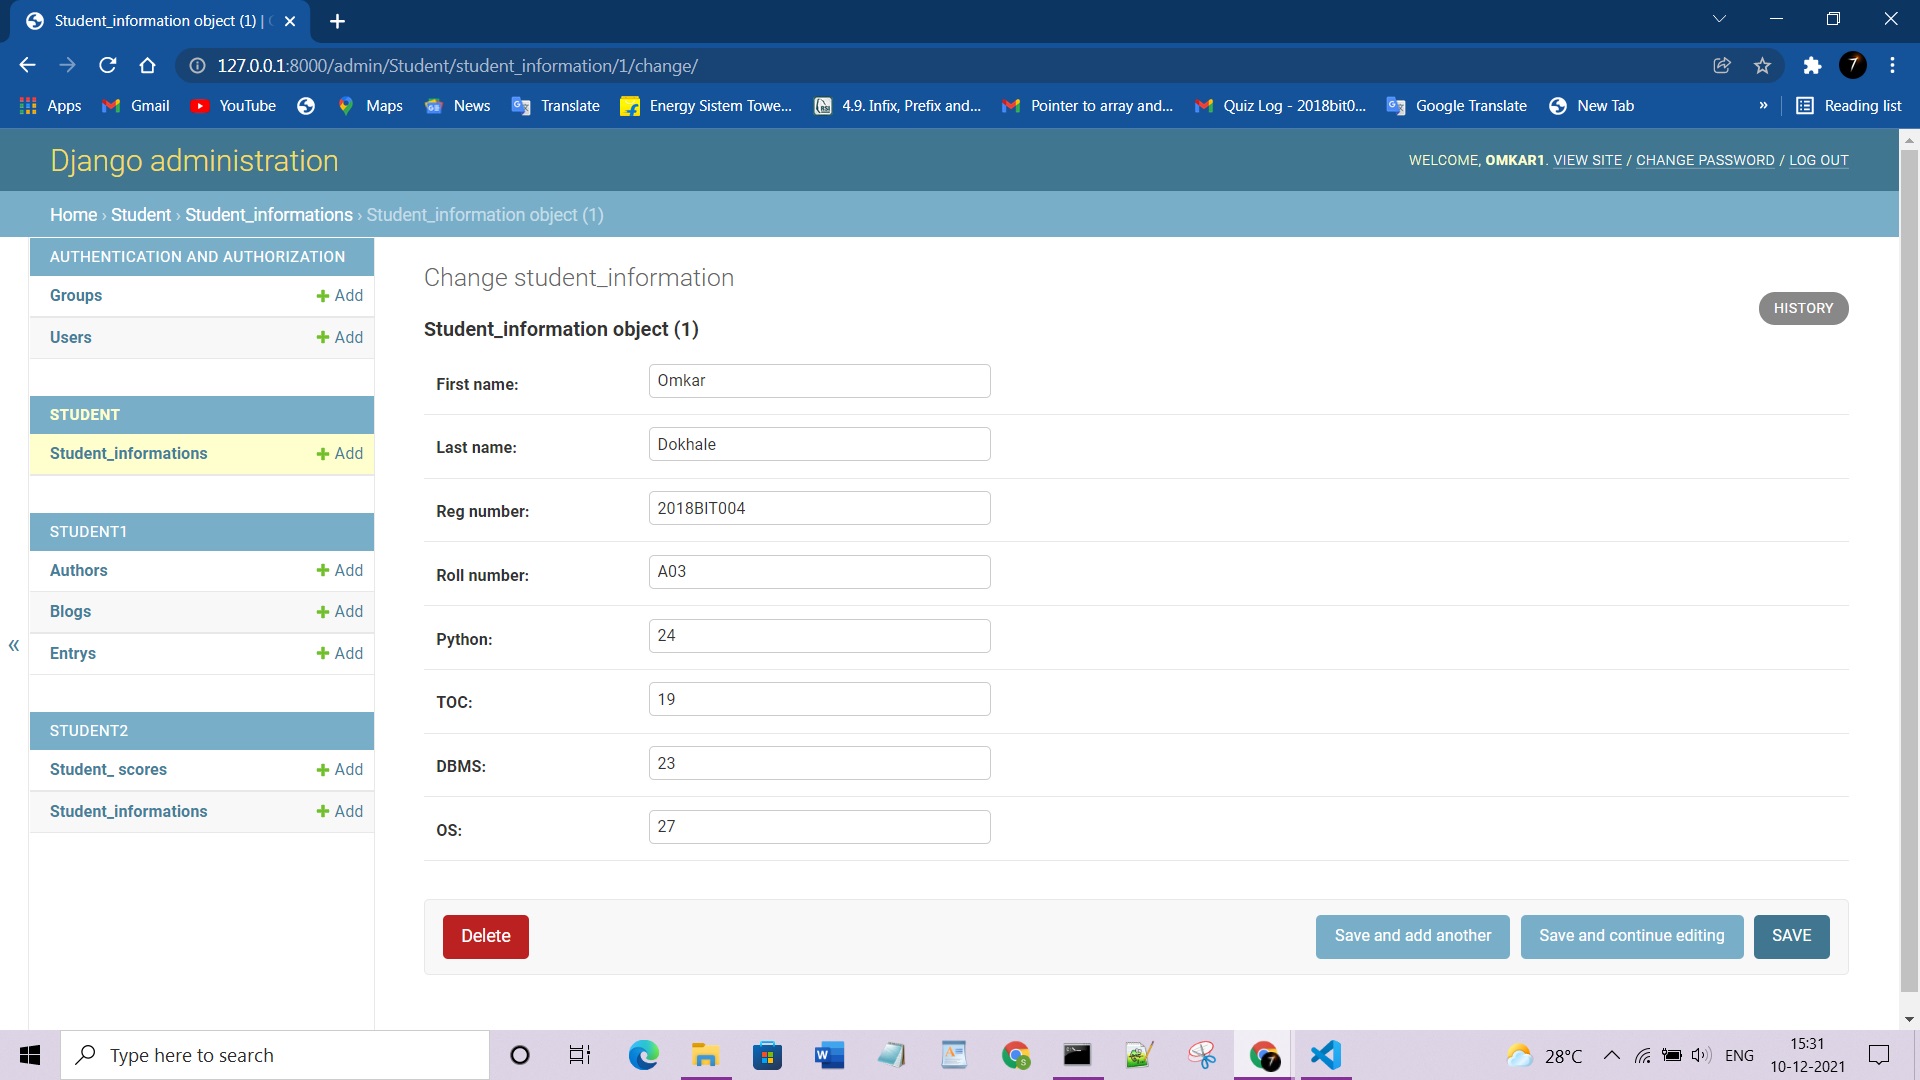 Student_information object (1) |
127.0.0.1:8000/admin/Student/student_information/1/change/
Apps Gmail YouTube Maps News Translate Energy Sistem Towe... 4.9. Infix, Prefix and... Pointer to array and... Quiz Log - 2018bit0... Google Translate New Tab » Reading list
Django administration
WELCOME, OMKAR1. VIEW SITE / CHANGE PASSWORD / LOG OUT
Home › Student › Student_informations › Student_information object (1)
AUTHENTICATION AND AUTHORIZATION
Groups + Add
Users + Add
STUDENT
Student_informations + Add
STUDENT1
Authors + Add
Blogs + Add
Entrys + Add
STUDENT2
Student_ scores + Add
Student_informations + Add
«
Change student_information
HISTORY
Student_information object (1)
First name: Omkar
Last name: Dokhale
Reg number: 2018BIT004
Roll number: A03
Python: 24
TOC: 19
DBMS: 23
OS: 27
Delete Save and add another Save and continue editing SAVE
Type here to search
28°C ENG
15:31
10-12-2021